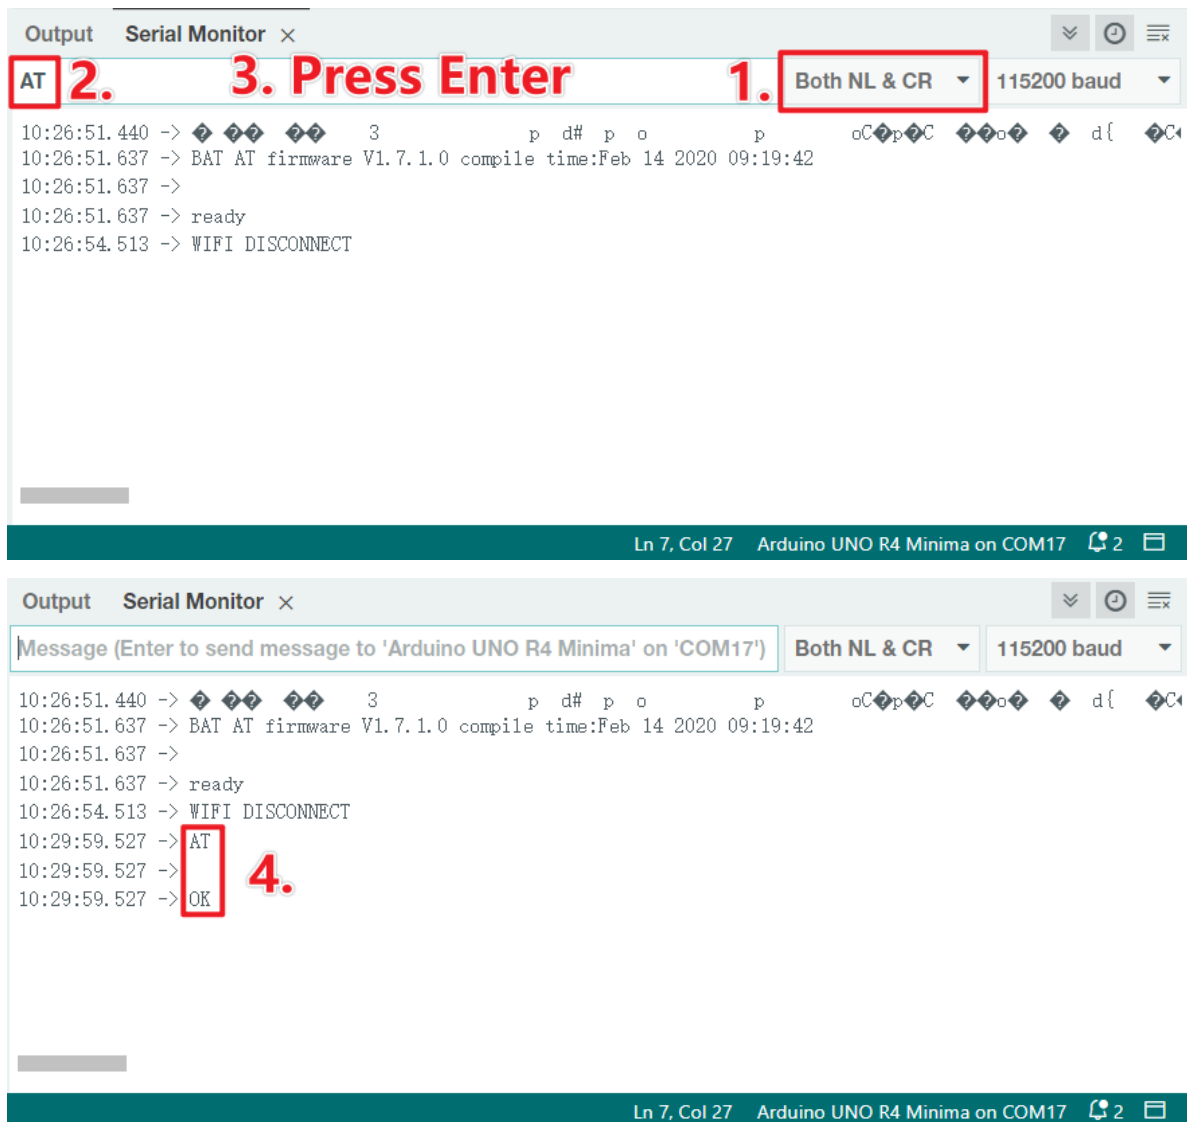 Output Serial Monitor ×
AT 2. 3. Press Enter 1. Both NL & CR 115200 baud
10:26:51.440 -> � �� �� 3 p d# p o p oC�p�C ��o� � d{ �C
10:26:51.637 -> BAT AT firmware V1.7.1.0 compile time:Feb 14 2020 09:19:42
10:26:51.637 ->
10:26:51.637 -> ready
10:26:54.513 -> WIFI DISCONNECT
Ln 7, Col 27 Arduino UNO R4 Minima on COM17 2
Output Serial Monitor ×
Message (Enter to send message to 'Arduino UNO R4 Minima' on 'COM17') Both NL & CR 115200 baud
10:26:51.440 -> � �� �� 3 p d# p o p oC�p�C ��o� � d{ �C
10:26:51.637 -> BAT AT firmware V1.7.1.0 compile time:Feb 14 2020 09:19:42
10:26:51.637 ->
10:26:51.637 -> ready
10:26:54.513 -> WIFI DISCONNECT
10:29:59.527 -> AT
10:29:59.527 -> 4.
10:29:59.527 -> OK
Ln 7, Col 27 Arduino UNO R4 Minima on COM17 2